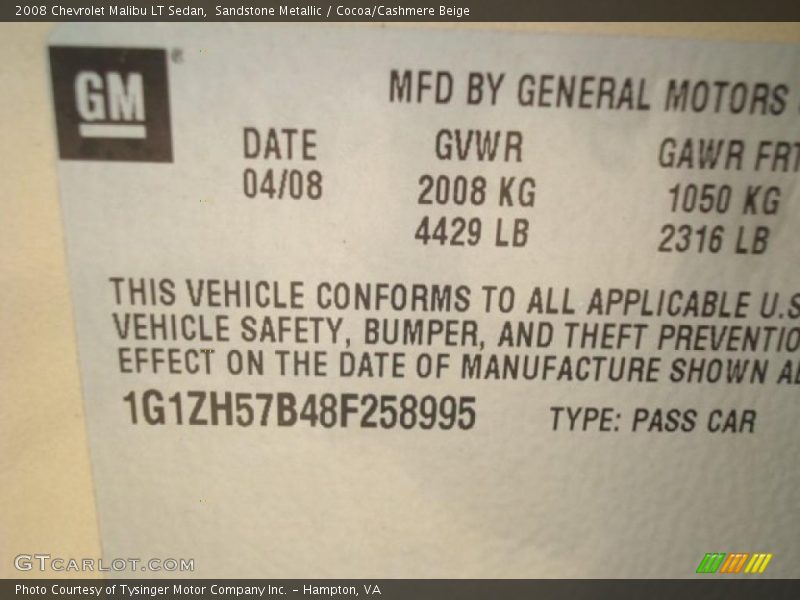 2008 Chevrolet Malibu LT Sedan, Sandstone Metallic / Cocoa/Cashmere Beige
GM ®
MFD BY GENERAL MOTORS
DATE GVWR GAWR FRT
04/08 2008 KG 1050 KG
4429 LB 2316 LB
THIS VEHICLE CONFORMS TO ALL APPLICABLE U.S
VEHICLE SAFETY, BUMPER, AND THEFT PREVENTIO
EFFECT ON THE DATE OF MANUFACTURE SHOWN A
1G1ZH57B48F258995 TYPE: PASS CAR
GTCARLOT.COM
Photo Courtesy of Tysinger Motor Company Inc. - Hampton, VA